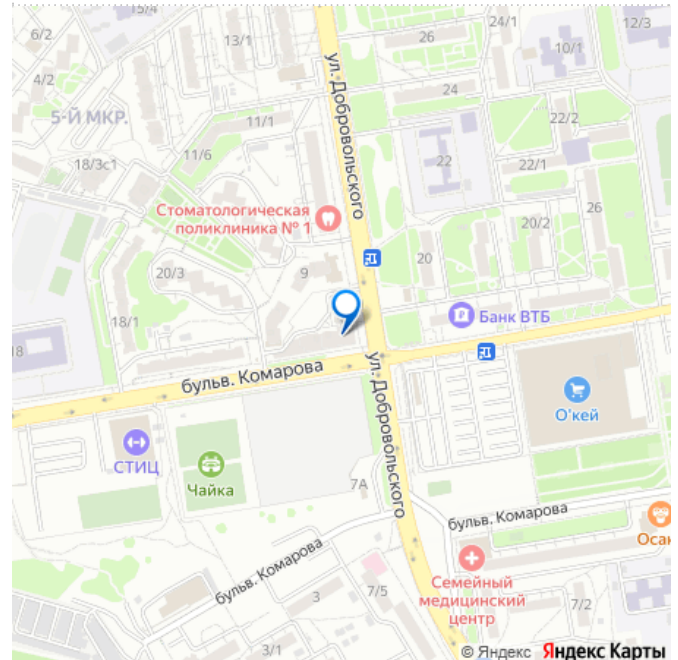 6/2
13/1
26
24/1
12/3
10/1
4/2
24
5-Й МКР.
11/1
ул. Добровольского
22/2
11/6
18/3с1
22
22/1
Стоматологическая
поликлиника № 1
20/2
26
20/3
9
20
18/1
Банк ВТБ
18
бульв. Комарова
ул. Добровольского
О'кей
СТИЦ
Чайка
7А
бульв. Комарова
Осак
бульв. Комарова
Семейный
медицинский
центр
7/5
3
7/2
3/1
© Яндекс Яндекс Карты